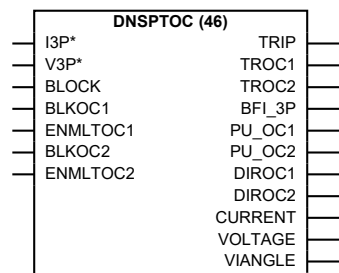 DNSPTOC (46)
I3P* TRIP
V3P* TROC1
BLOCK TROC2
BLKOC1 BFI_3P
ENMLTOC1 PU_OC1
BLKOC2 PU_OC2
ENMLTOC2 DIROC1
DIROC2
CURRENT
VOLTAGE
VIANGLE